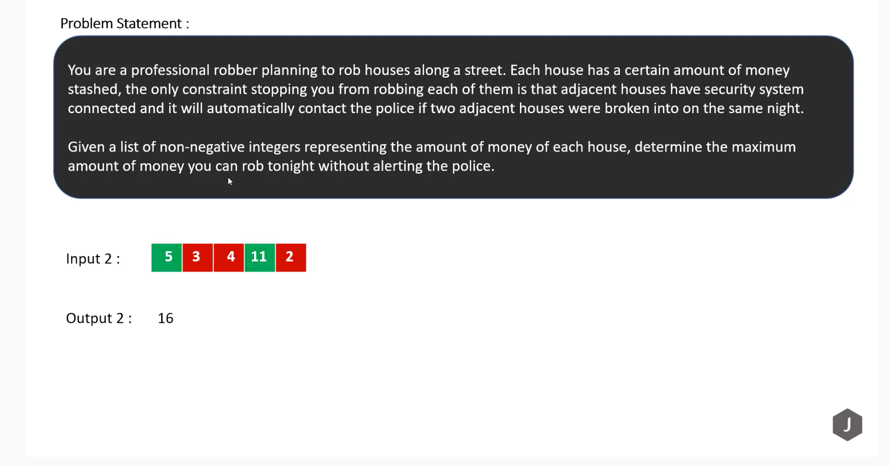 Problem Statement :
You are a professional robber planning to rob houses along a street. Each house has a certain amount of money
stashed, the only constraint stopping you from robbing each of them is that adjacent houses have security system
connected and it will automatically contact the police if two adjacent houses were broken into on the same night.
Given a list of non-negative integers representing the amount of money of each house, determine the maximum
amount of money you can rob tonight without alerting the police.
Input 2 : 5 3 4 11 2
Output 2 : 16
J